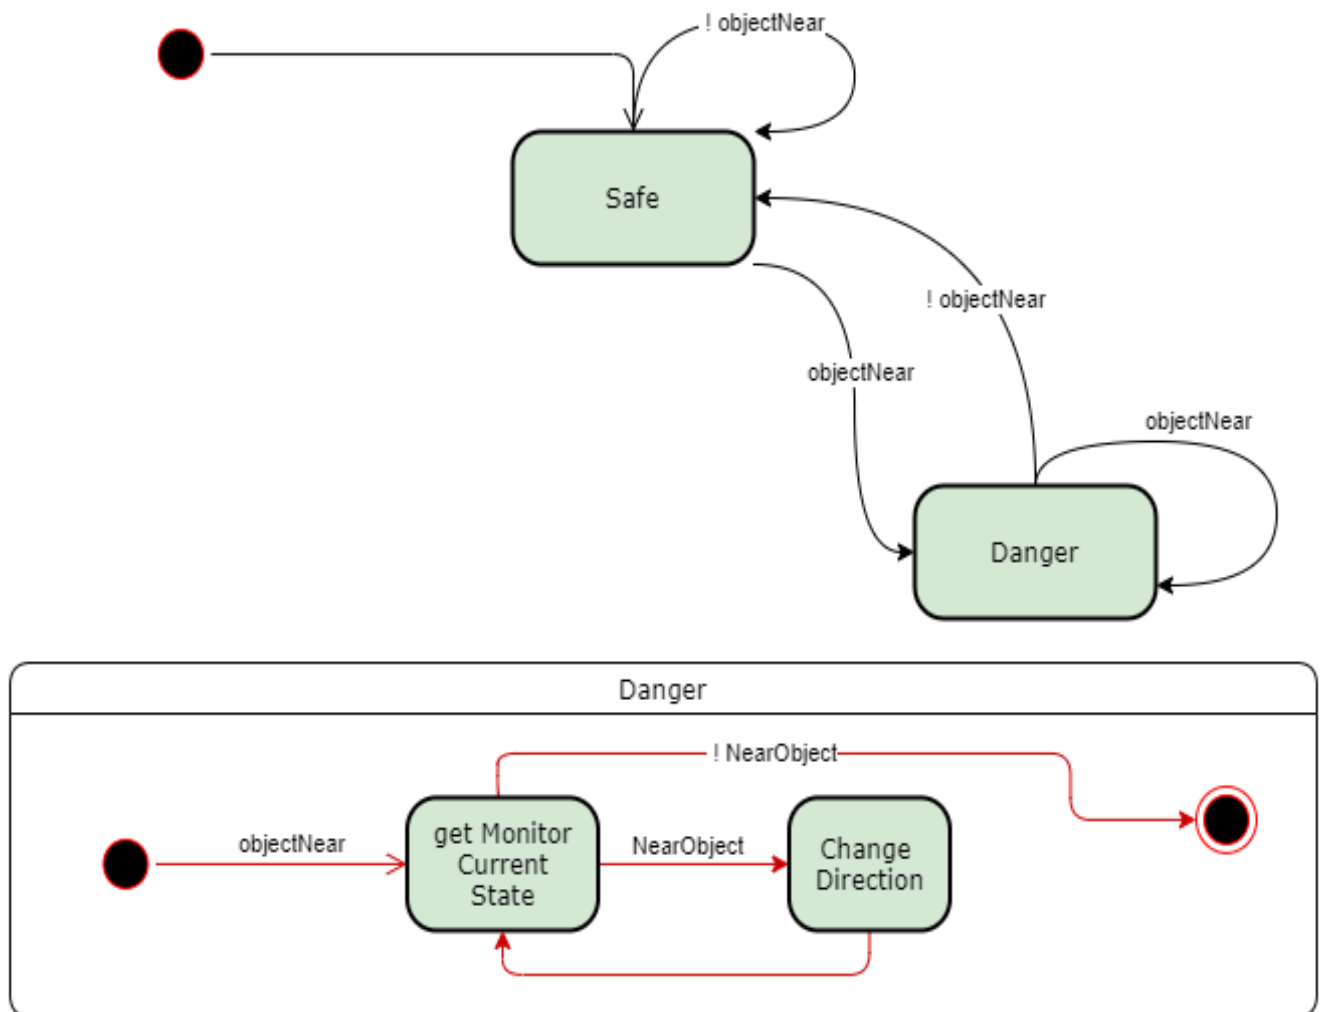 ! objectNear
Safe
! objectNear
objectNear
objectNear
Danger
Danger
! NearObject
objectNear
get Monitor
Current
State
NearObject
Change
Direction